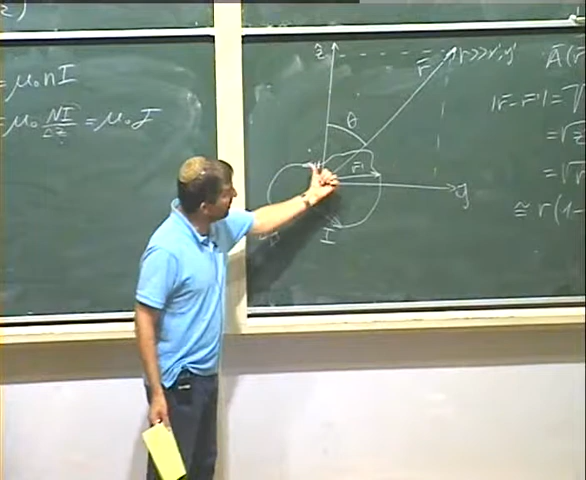 = μ₀nI
= μ₀ NI/Δz = μ₀J
ẑ
r̄
r>>r',y'
θ
r̄'
y
I
Ā(r
|r̄-r̄'| =
= √z
= √r
≅ r(1-